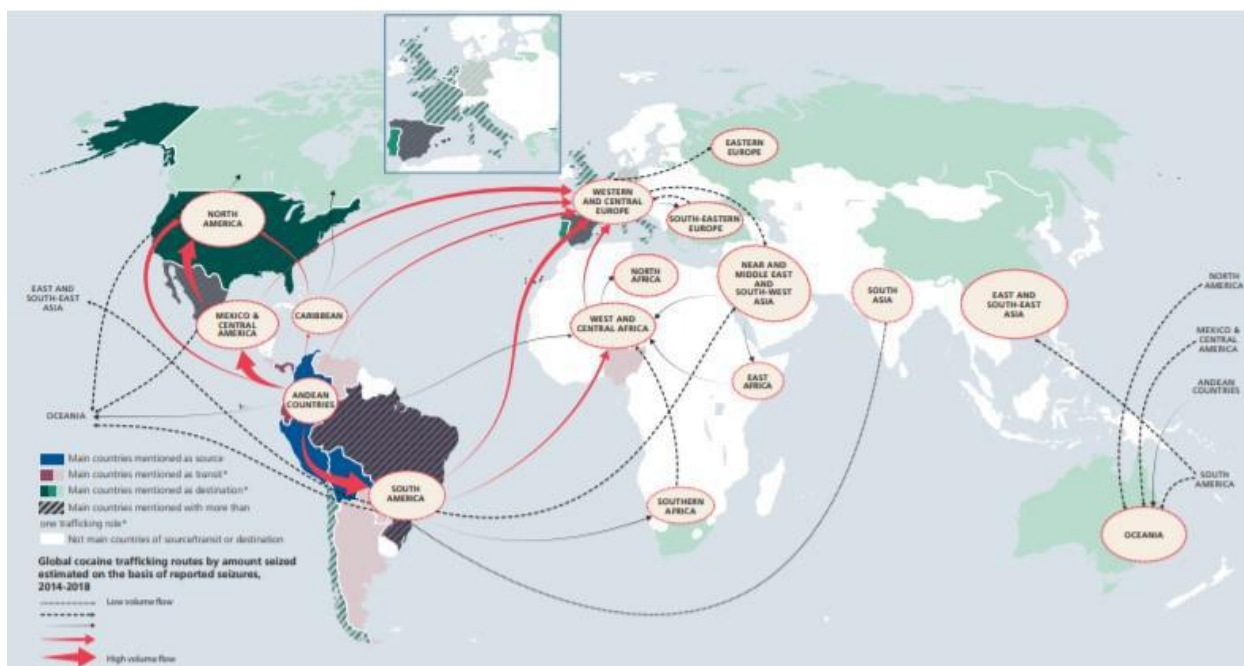 EASTERN
EUROPE
WESTERN
AND CENTRAL
EUROPE
SOUTH-EASTERN
EUROPE
NORTH
AMERICA
NORTH
AFRICA
NEAR AND
MIDDLE EAST
AND
SOUTH-WEST
ASIA
SOUTH
ASIA
EAST AND
SOUTH-EAST
ASIA
NORTH
AMERICA
EAST AND
SOUTH-EAST
ASIA
MEXICO &
CENTRAL
AMERICA
CARIBBEAN
WEST AND
CENTRAL AFRICA
MEXICO &
CENTRAL
AMERICA
EAST
AFRICA
ANDEAN
COUNTRIES
ANDEAN
COUNTRIES
OCEANIA
SOUTH
AMERICA
SOUTH
AMERICA
SOUTHERN
AFRICA
OCEANIA
Main countries mentioned as source
Main countries mentioned as transit*
Main countries mentioned as destination*
Main countries mentioned with more than
one trafficking role*
Not main countries of source/transit or destination
Global cocaine trafficking routes by amount seized
estimated on the basis of reported seizures,
2014-2018
Low volume flow
High volume flow